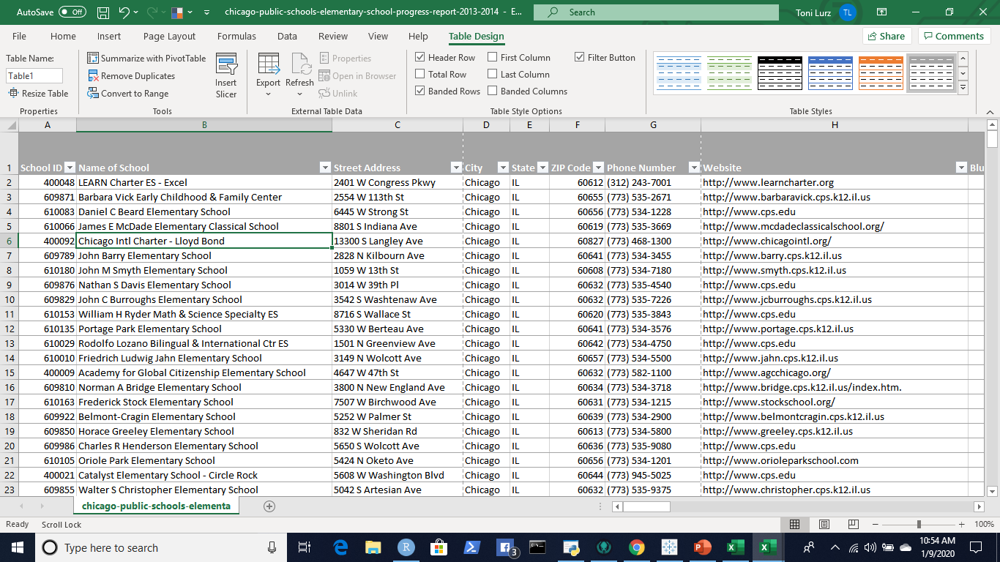 AutoSave Off chicago-public-schools-elementary-school-progress-report-2013-2014 - E... Search Toni Lurz TL
File Home Insert Page Layout Formulas Data Review View Help Table Design Share Comments
Table Name: Summarize with PivotTable Properties Header Row First Column Filter Button
Table1 Remove Duplicates Insert Slicer Export Refresh Open in Browser Total Row Last Column
Resize Table Convert to Range Unlink Banded Rows Banded Columns
Properties Tools External Table Data Table Style Options Table Styles
A B C D E F G H
1 School ID Name of School Street Address City State ZIP Code Phone Number Website Blu
2 400048 LEARN Charter ES - Excel 2401 W Congress Pkwy Chicago IL 60612 (312) 243-7001 http://www.learncharter.org
3 609871 Barbara Vick Early Childhood & Family Center 2554 W 113th St Chicago IL 60655 (773) 535-2671 http://www.barbaravick.cps.k12.il.us
4 610083 Daniel C Beard Elementary School 6445 W Strong St Chicago IL 60656 (773) 534-1228 http://www.cps.edu
5 610066 James E McDade Elementary Classical School 8801 S Indiana Ave Chicago IL 60619 (773) 535-3669 http://www.mcdadeclassicalschool.org/
6 400092 Chicago Intl Charter - Lloyd Bond 13300 S Langley Ave Chicago IL 60827 (773) 468-1300 http://www.chicagointl.org/
7 609789 John Barry Elementary School 2828 N Kilbourn Ave Chicago IL 60641 (773) 534-3455 http://www.barry.cps.k12.il.us
8 610180 John M Smyth Elementary School 1059 W 13th St Chicago IL 60608 (773) 534-7180 http://www.smyth.cps.k12.il.us
9 609876 Nathan S Davis Elementary School 3014 W 39th Pl Chicago IL 60632 (773) 535-4540 http://www.cps.edu
10 609829 John C Burroughs Elementary School 3542 S Washtenaw Ave Chicago IL 60632 (773) 535-7226 http://www.jcburroughs.cps.k12.il.us
11 610153 William H Ryder Math & Science Specialty ES 8716 S Wallace St Chicago IL 60620 (773) 535-3843 http://www.cps.edu
12 610135 Portage Park Elementary School 5330 W Berteau Ave Chicago IL 60641 (773) 534-3576 http://www.portage.cps.k12.il.us
13 610029 Rodolfo Lozano Bilingual & International Ctr ES 1501 N Greenview Ave Chicago IL 60642 (773) 534-4750 http://www.cps.edu
14 610010 Friedrich Ludwig Jahn Elementary School 3149 N Wolcott Ave Chicago IL 60657 (773) 534-5500 http://www.jahn.cps.k12.il.us
15 400009 Academy for Global Citizenship Elementary School 4647 W 47th St Chicago IL 60632 (773) 582-1100 http://www.agcchicago.org/
16 609810 Norman A Bridge Elementary School 3800 N New England Ave Chicago IL 60634 (773) 534-3718 http://www.bridge.cps.k12.il.us/index.htm.
17 610163 Frederick Stock Elementary School 7507 W Birchwood Ave Chicago IL 60631 (773) 534-1215 http://www.stockschool.org/
18 609922 Belmont-Cragin Elementary School 5252 W Palmer St Chicago IL 60639 (773) 534-2900 http://www.belmontcragin.cps.k12.il.us
19 609850 Horace Greeley Elementary School 832 W Sheridan Rd Chicago IL 60613 (773) 534-5800 http://www.greeley.cps.k12.il.us
20 609986 Charles R Henderson Elementary School 5650 S Wolcott Ave Chicago IL 60636 (773) 535-9080 http://www.cps.edu
21 610105 Oriole Park Elementary School 5424 N Oketo Ave Chicago IL 60656 (773) 534-1201 http://www.orioleparkschool.com
22 400021 Catalyst Elementary School - Circle Rock 5608 W Washington Blvd Chicago IL 60644 (773) 945-5025 http://www.cps.edu
23 609855 Walter S Christopher Elementary School 5042 S Artesian Ave Chicago IL 60632 (773) 535-9375 http://www.christopher.cps.k12.il.us
chicago-public-schools-elementa
Ready Scroll Lock 100%
Type here to search R 3 10:54 AM
1/9/2020